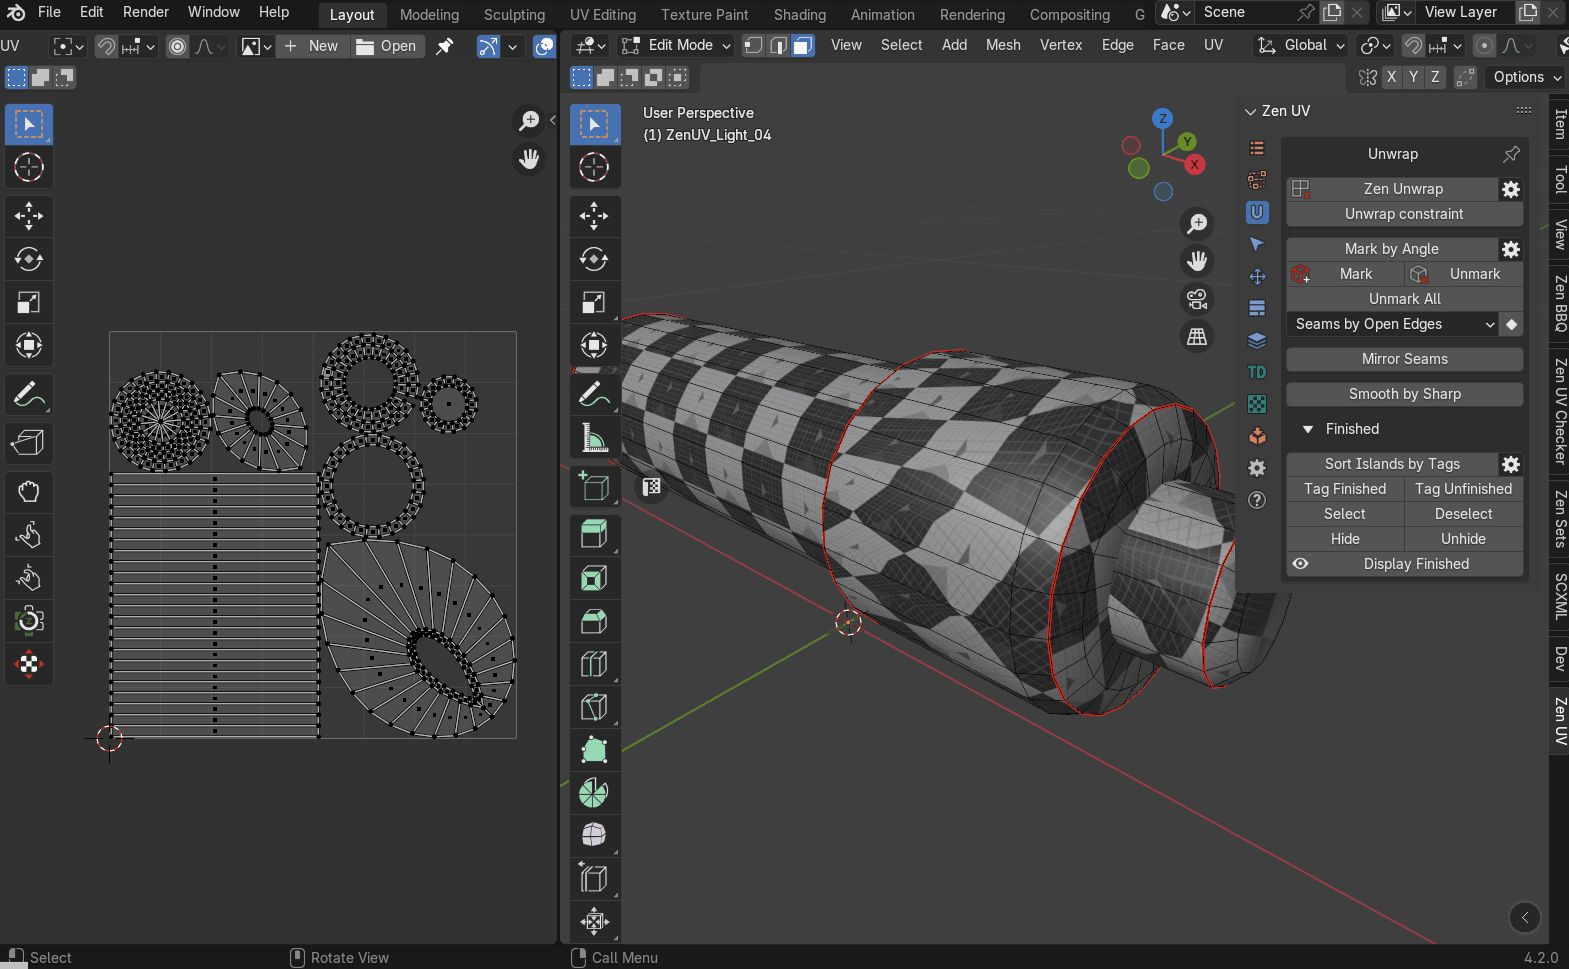 File Edit Render Window Help Layout Modeling Sculpting UV Editing Texture Paint Shading Animation Rendering Compositing G Scene View Layer
UV New Open Edit Mode View Select Add Mesh Vertex Edge Face UV Global
X Y Z Options
User Perspective
(1) ZenUV_Light_04
Z
Y
X
Zen UV
Unwrap
Zen Unwrap
Unwrap constraint
Mark by Angle
Mark Unmark
Unmark All
Seams by Open Edges
Mirror Seams
TD
Smooth by Sharp
Finished
Sort Islands by Tags
Tag Finished Tag Unfinished
Select Deselect
Hide Unhide
Display Finished
Item
Tool
View
Zen BBQ
Zen UV Checker
Zen Sets
SCXML
Dev
Zen UV
Select Rotate View Call Menu 4.2.0